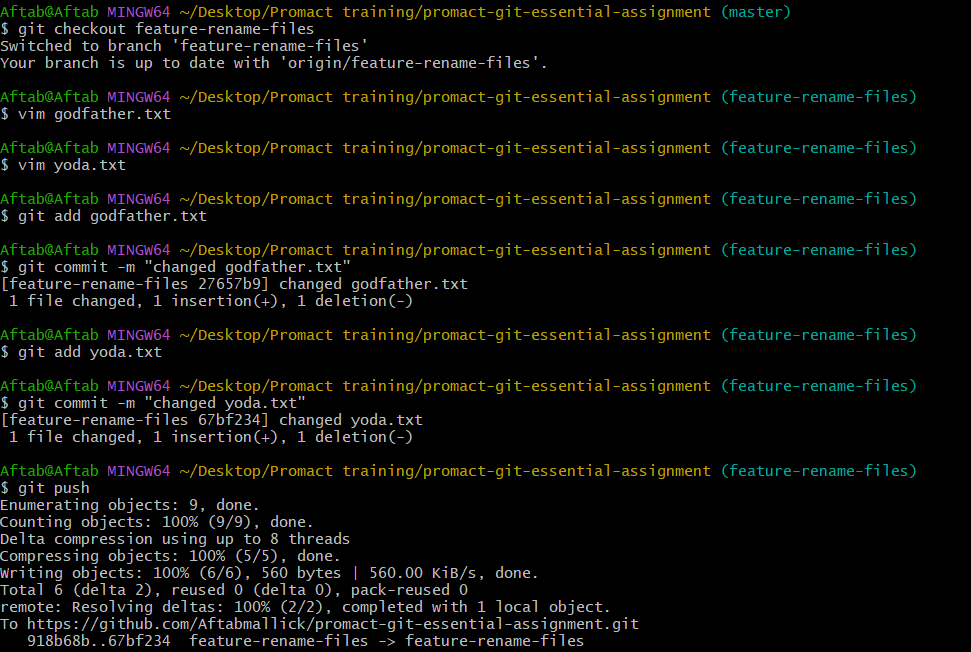 Aftab@Aftab MINGW64 ~/Desktop/Promact training/promact-git-essential-assignment (master)
$ git checkout feature-rename-files
Switched to branch 'feature-rename-files'
Your branch is up to date with 'origin/feature-rename-files'.
Aftab@Aftab MINGW64 ~/Desktop/Promact training/promact-git-essential-assignment (feature-rename-files)
$ vim godfather.txt
Aftab@Aftab MINGW64 ~/Desktop/Promact training/promact-git-essential-assignment (feature-rename-files)
$ vim yoda.txt
Aftab@Aftab MINGW64 ~/Desktop/Promact training/promact-git-essential-assignment (feature-rename-files)
$ git add godfather.txt
Aftab@Aftab MINGW64 ~/Desktop/Promact training/promact-git-essential-assignment (feature-rename-files)
$ git commit -m "changed godfather.txt"
[feature-rename-files 27657b9] changed godfather.txt
 1 file changed, 1 insertion(+), 1 deletion(-)
Aftab@Aftab MINGW64 ~/Desktop/Promact training/promact-git-essential-assignment (feature-rename-files)
$ git add yoda.txt
Aftab@Aftab MINGW64 ~/Desktop/Promact training/promact-git-essential-assignment (feature-rename-files)
$ git commit -m "changed yoda.txt"
[feature-rename-files 67bf234] changed yoda.txt
 1 file changed, 1 insertion(+), 1 deletion(-)
Aftab@Aftab MINGW64 ~/Desktop/Promact training/promact-git-essential-assignment (feature-rename-files)
$ git push
Enumerating objects: 9, done.
Counting objects: 100% (9/9), done.
Delta compression using up to 8 threads
Compressing objects: 100% (5/5), done.
Writing objects: 100% (6/6), 560 bytes | 560.00 KiB/s, done.
Total 6 (delta 2), reused 0 (delta 0), pack-reused 0
remote: Resolving deltas: 100% (2/2), completed with 1 local object.
To https://github.com/Aftabmallick/promact-git-essential-assignment.git
   918b68b..67bf234  feature-rename-files -> feature-rename-files